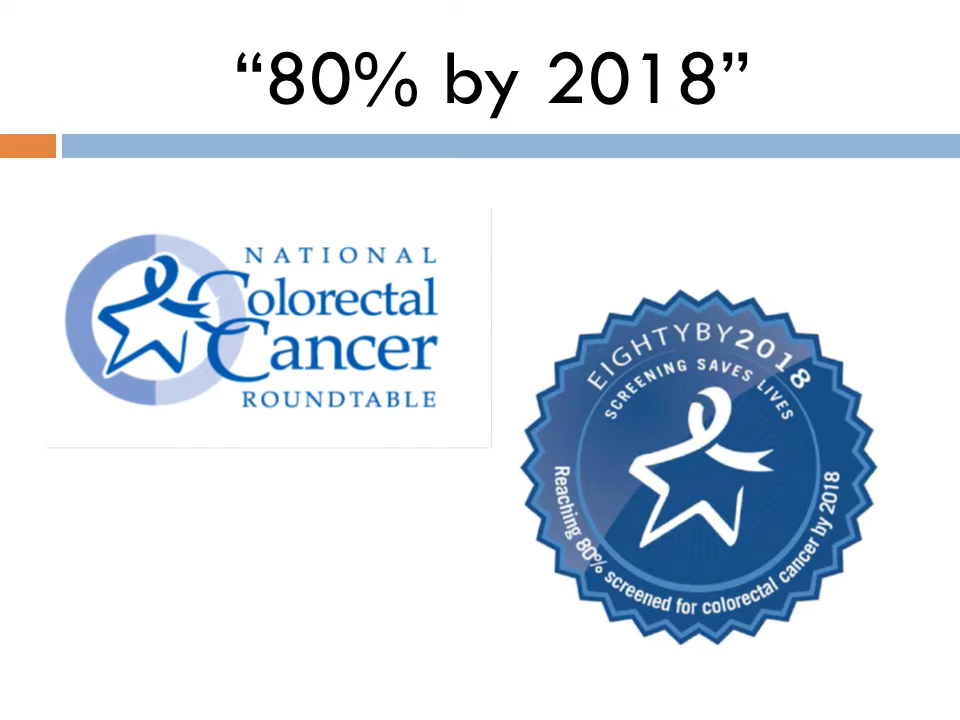 “80% by 2018”
NATIONAL
Colorectal
Cancer
ROUNDTABLE
EIGHTYBY2018
SCREENING SAVES LIVES
Reaching 80% screened for colorectal cancer by 2018